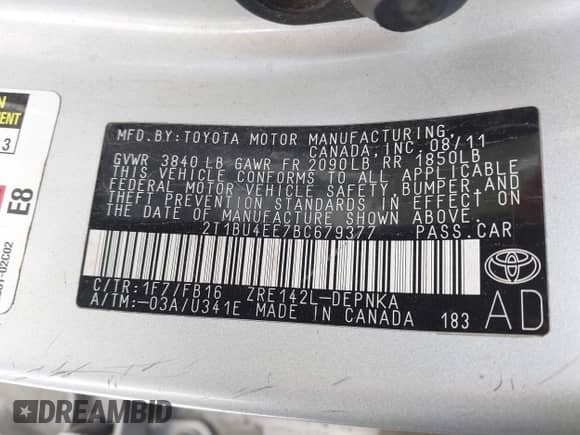 MFD. BY: TOYOTA MOTOR MANUFACTURING,
CANADA, INC. 08/11
GVWR 3840 LB GAWR FR 2090LB RR 1850LB
THIS VEHICLE CONFORMS TO ALL APPLICABLE
FEDERAL MOTOR VEHICLE SAFETY, BUMPER, AND
THEFT PREVENTION STANDARDS IN EFFECT ON
THE DATE OF MANUFACTURE SHOWN ABOVE.
2T1BU4EE7BC679377 PASS.CAR
C/TR: 1F7/FB16 ZRE142L-DEPNKA
A/TM: -03A/U341E MADE IN CANADA 183
AD
TOYOTA
3
E8
DREAMBID